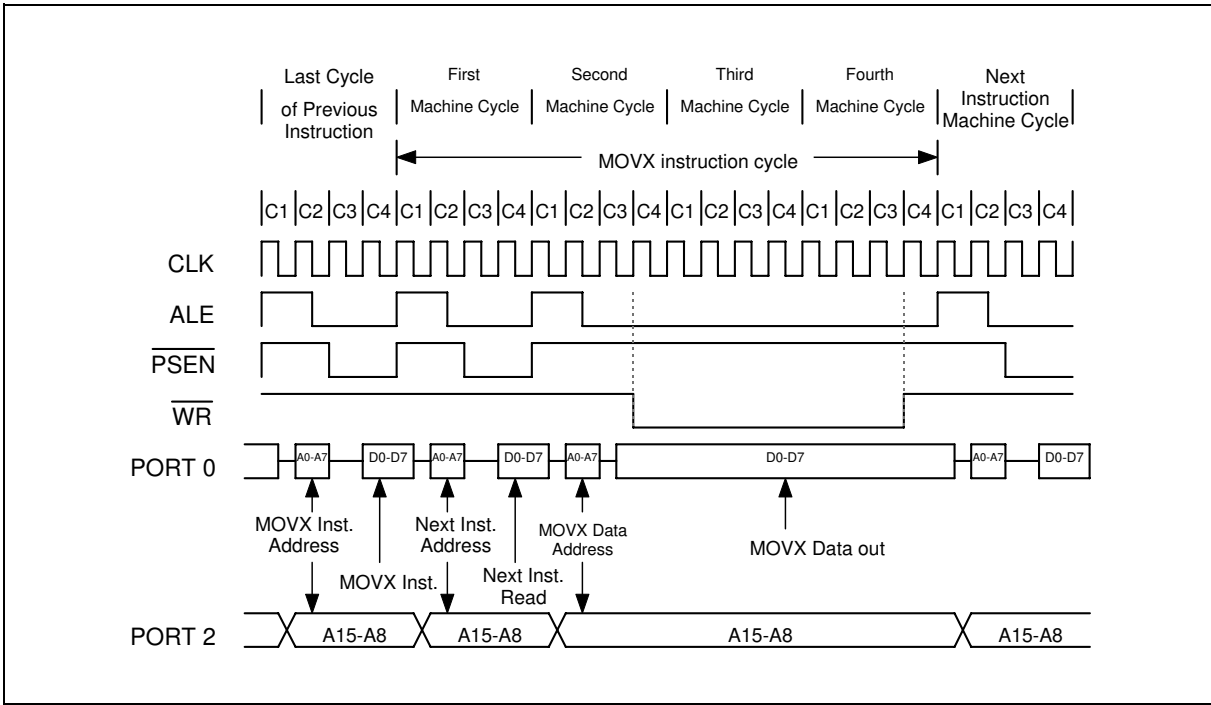 Last Cycle
of Previous
Instruction
First
Machine Cycle
Second
Machine Cycle
Third
Machine Cycle
Fourth
Machine Cycle
Next
Instruction
Machine Cycle
MOVX instruction cycle
C1 C2 C3 C4 C1 C2 C3 C4 C1 C2 C3 C4 C1 C2 C3 C4 C1 C2 C3 C4 C1 C2 C3 C4
CLK
ALE
PSEN
WR
PORT 0
A0-A7 D0-D7 A0-A7 D0-D7 A0-A7 D0-D7 A0-A7 D0-D7
MOVX Inst.
Address
MOVX Inst.
Next Inst.
Address
Next Inst.
Read
MOVX Data
Address
MOVX Data out
PORT 2
A15-A8 A15-A8 A15-A8 A15-A8